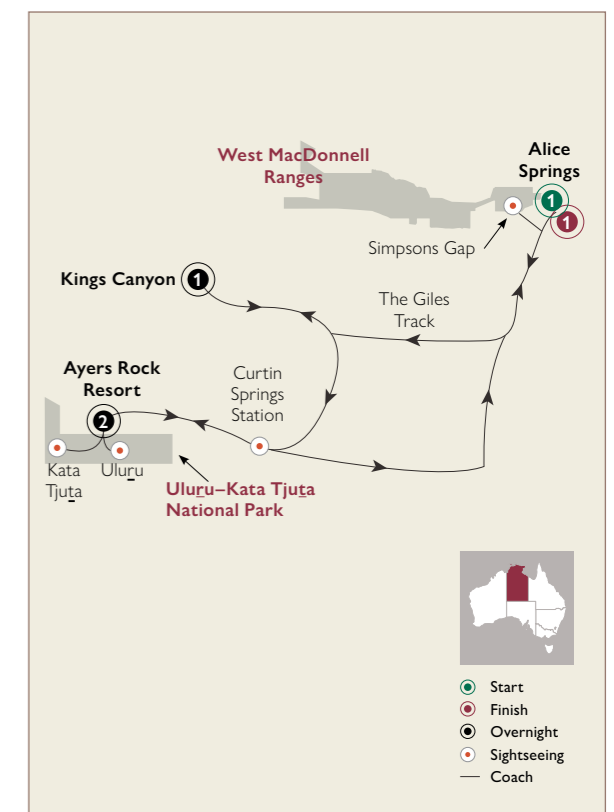 West MacDonnell
Ranges
Alice
Springs
1
1
Simpsons Gap
Kings Canyon
1
The Giles
Track
Ayers Rock
Resort
2
Curtin
Springs
Station
Kata
Tjuṯa
Uluṟu
Uluṟu–Kata Tjuṯa
National Park
Start
Finish
Overnight
Sightseeing
Coach